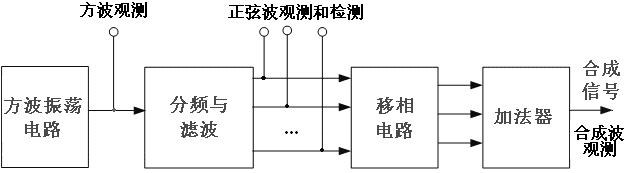 方波观测
正弦波观测和检测
方波振荡
电路
分频与
滤波
...
移相
电路
加法器
合成
信号
合成波
观测